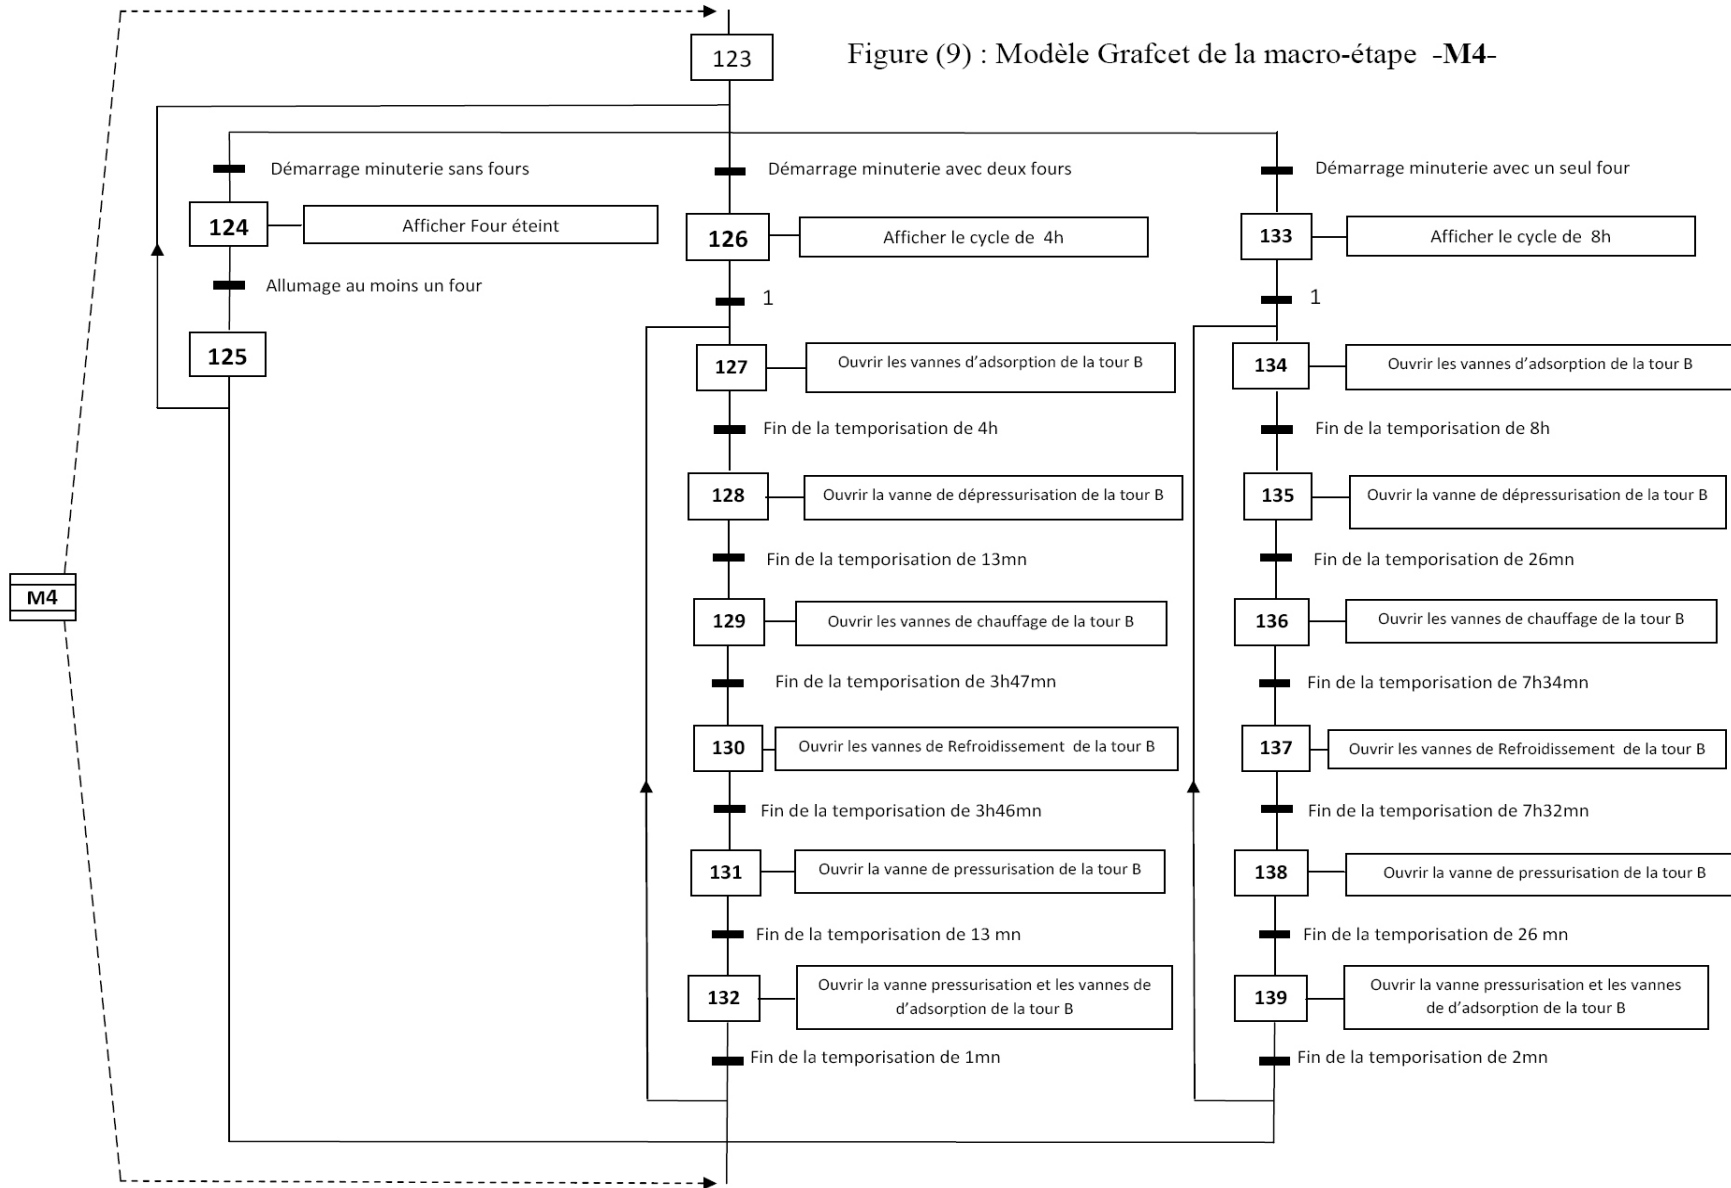 123
Figure (9) : Modèle Grafcet de la macro-étape -M4-
Démarrage minuterie sans fours
Démarrage minuterie avec deux fours
Démarrage minuterie avec un seul four
124
Afficher Four éteint
126
Afficher le cycle de 4h
133
Afficher le cycle de 8h
Allumage au moins un four
1
1
125
127
Ouvrir les vannes d'adsorption de la tour B
134
Ouvrir les vannes d'adsorption de la tour B
Fin de la temporisation de 4h
Fin de la temporisation de 8h
128
Ouvrir la vanne de dépressurisation de la tour B
135
Ouvrir la vanne de dépressurisation de la tour B
Fin de la temporisation de 13mn
Fin de la temporisation de 26mn
M4
129
Ouvrir les vannes de chauffage de la tour B
136
Ouvrir les vannes de chauffage de la tour B
Fin de la temporisation de 3h47mn
Fin de la temporisation de 7h34mn
130
Ouvrir les vannes de Refroidissement de la tour B
137
Ouvrir les vannes de Refroidissement de la tour B
Fin de la temporisation de 3h46mn
Fin de la temporisation de 7h32mn
131
Ouvrir la vanne de pressurisation de la tour B
138
Ouvrir la vanne de pressurisation de la tour B
Fin de la temporisation de 13 mn
Fin de la temporisation de 26 mn
132
Ouvrir la vanne pressurisation et les vannes de
d'adsorption de la tour B
139
Ouvrir la vanne pressurisation et les vannes
de d'adsorption de la tour B
Fin de la temporisation de 1mn
Fin de la temporisation de 2mn